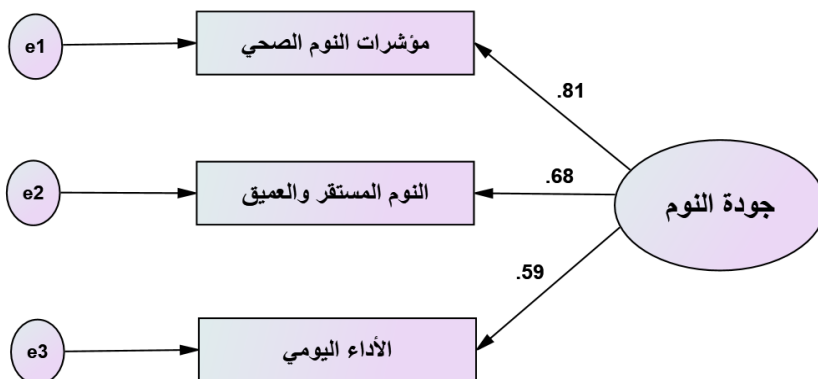 e1
مؤشرات النوم الصحي
.81
e2
النوم المستقر والعميق
.68
جودة النوم
.59
e3
الأداء اليومي